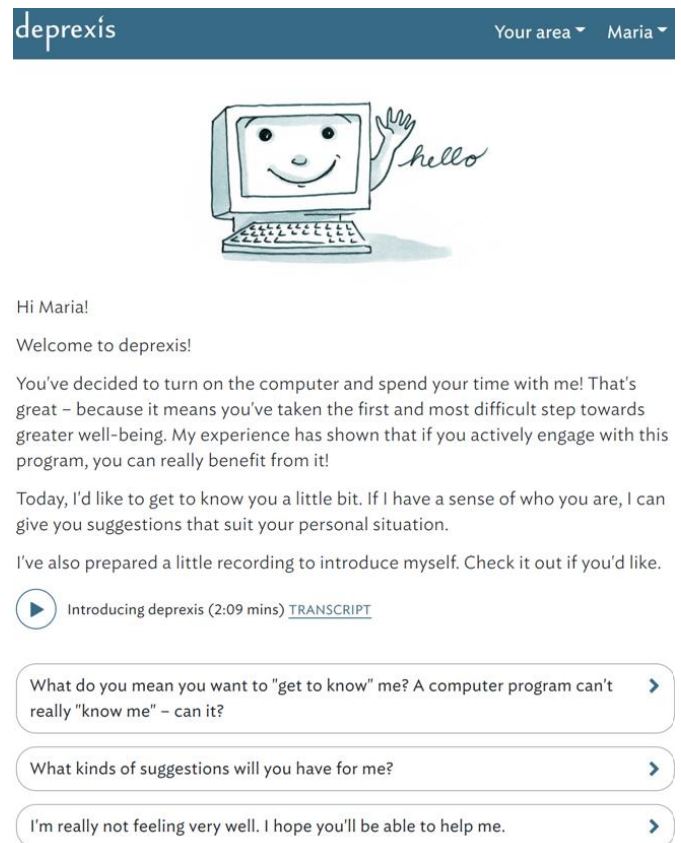 deprexis
Your area
Maria
hello
Hi Maria!
Welcome to deprexis!
You've decided to turn on the computer and spend your time with me! That's
great – because it means you've taken the first and most difficult step towards
greater well-being. My experience has shown that if you actively engage with this
program, you can really benefit from it!
Today, I'd like to get to know you a little bit. If I have a sense of who you are, I can
give you suggestions that suit your personal situation.
I've also prepared a little recording to introduce myself. Check it out if you'd like.
Introducing deprexis (2:09 mins) TRANSCRIPT
What do you mean you want to "get to know" me? A computer program can't
really "know me" – can it?
What kinds of suggestions will you have for me?
I'm really not feeling very well. I hope you'll be able to help me.